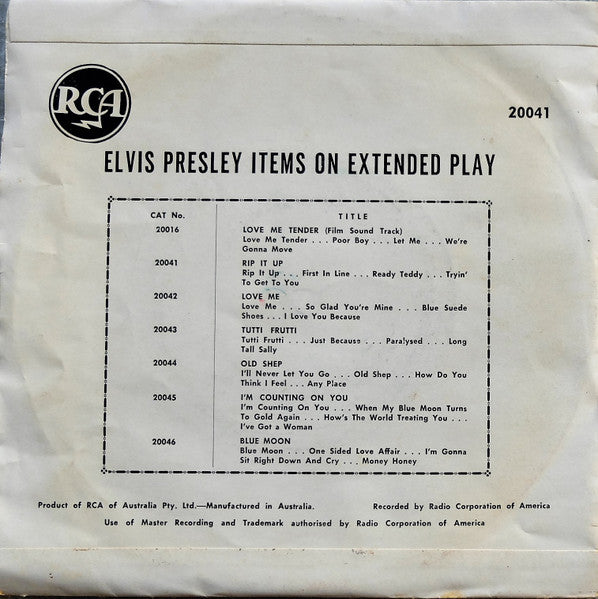 RCA
20041
ELVIS PRESLEY ITEMS ON EXTENDED PLAY
CAT No. TITLE
20016 LOVE ME TENDER (Film Sound Track)
Love Me Tender . . . Poor Boy . . . Let Me . . . We're
Gonna Move
20041 RIP IT UP
Rip It Up . . . First In Line . . . Ready Teddy . . . Tryin'
To Get To You
20042 LOVE ME
Love Me . . . So Glad You're Mine . . . Blue Suede
Shoes . . . I Love You Because
20043 TUTTI FRUTTI
Tutti Frutti . . . Just Because . . . Paralysed . . . Long
Tall Sally
20044 OLD SHEP
I'll Never Let You Go . . . Old Shep . . . How Do You
Think I Feel . . . Any Place
20045 I'M COUNTING ON YOU
I'm Counting On You . . . When My Blue Moon Turns
To Gold Again . . . How's The World Treating You . . .
I've Got a Woman
20046 BLUE MOON
Blue Moon . . . One Sided Love Affair . . . I'm Gonna
Sit Right Down And Cry . . . Money Honey
Product of RCA of Australia Pty. Ltd.—Manufactured in Australia. Recorded by Radio Corporation of America
Use of Master Recording and Trademark authorised by Radio Corporation of America